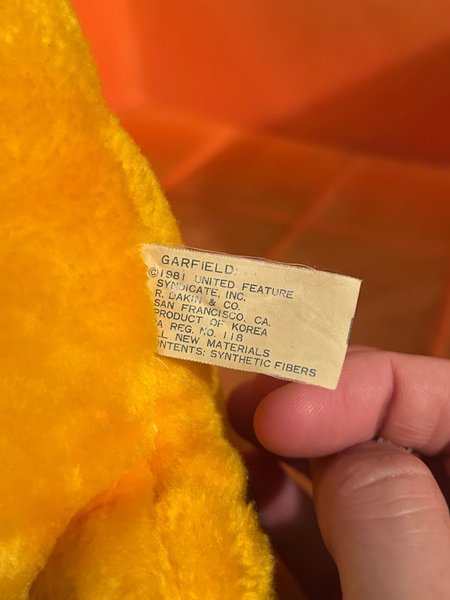 GARFIELD:
©1981 UNITED FEATURE
SYNDICATE, INC.
R. DAKIN & CO.
SAN FRANCISCO, CA.
PRODUCT OF KOREA
A REG. NO. 118
LL NEW MATERIALS
ONTENTS: SYNTHETIC FIBERS